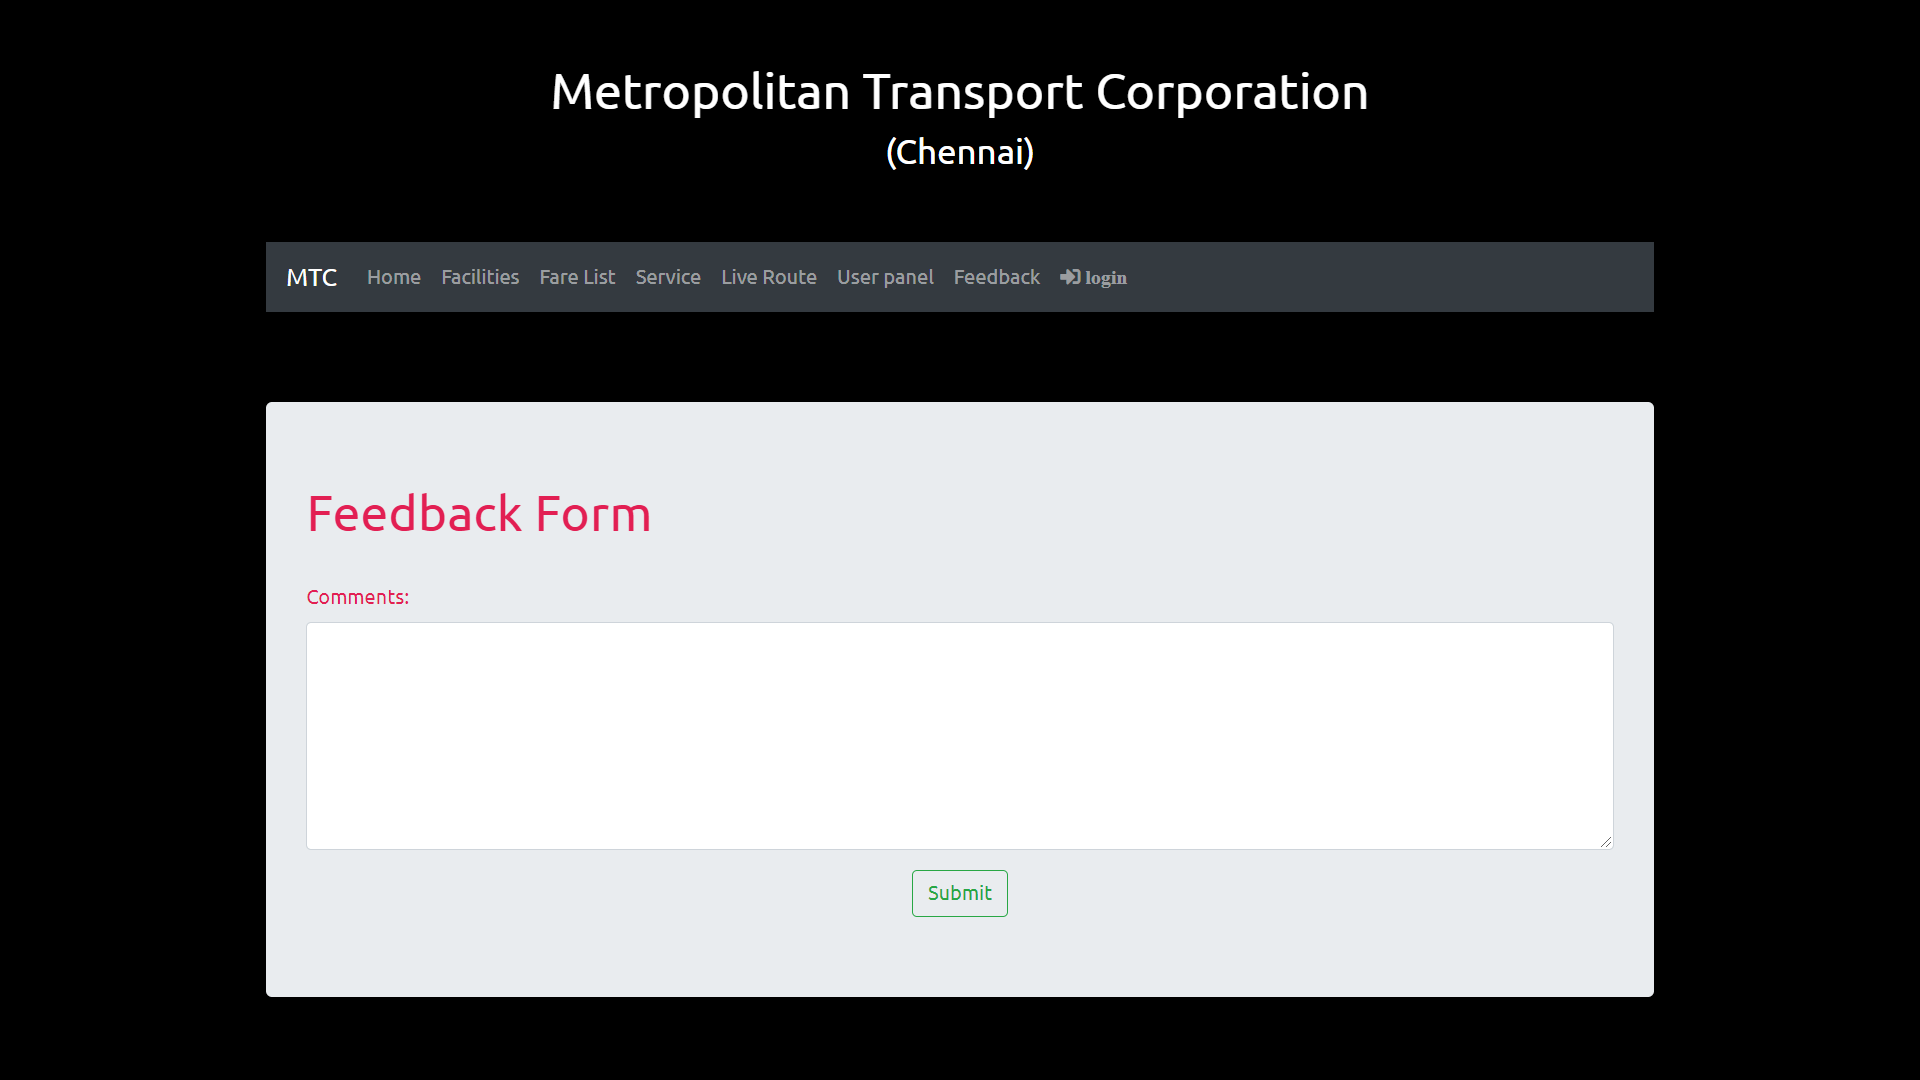 Metropolitan Transport Corporation
(Chennai)
MTC Home Facilities Fare List Service Live Route User panel Feedback login
Feedback Form
Comments:
Submit